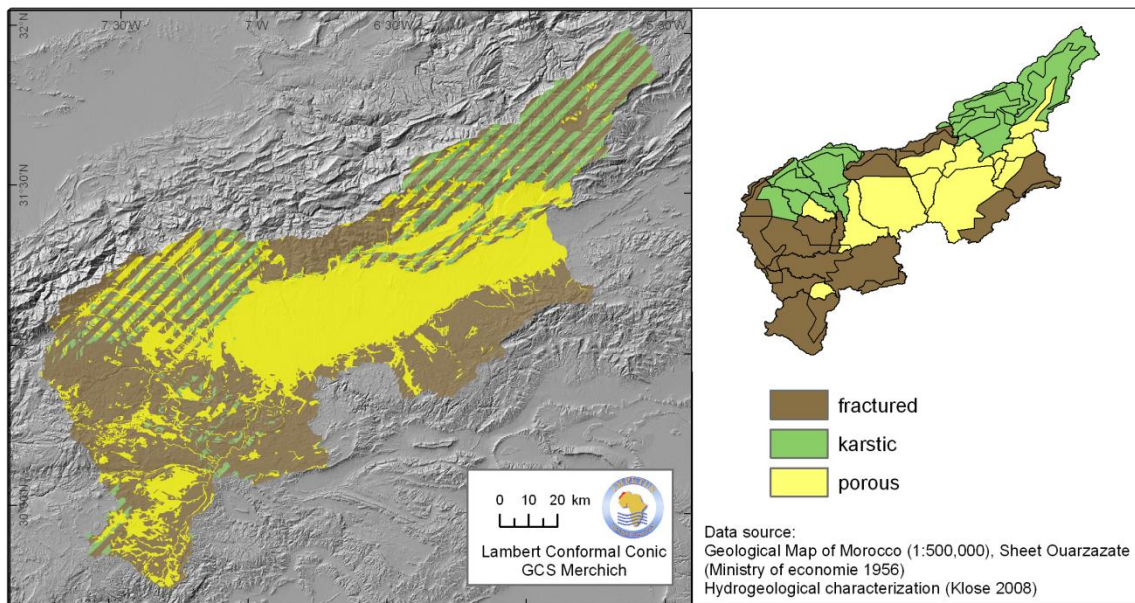 7°30'W
7°W
6°30'W
5°30'W
32°N
31°30'N
0 10 20 km
Lambert Conformal Conic
GCS Merchich
fractured
karstic
porous
Data source:
Geological Map of Morocco (1:500,000), Sheet Ouarzazate
(Ministry of economie 1956)
Hydrogeological characterization (Klose 2008)